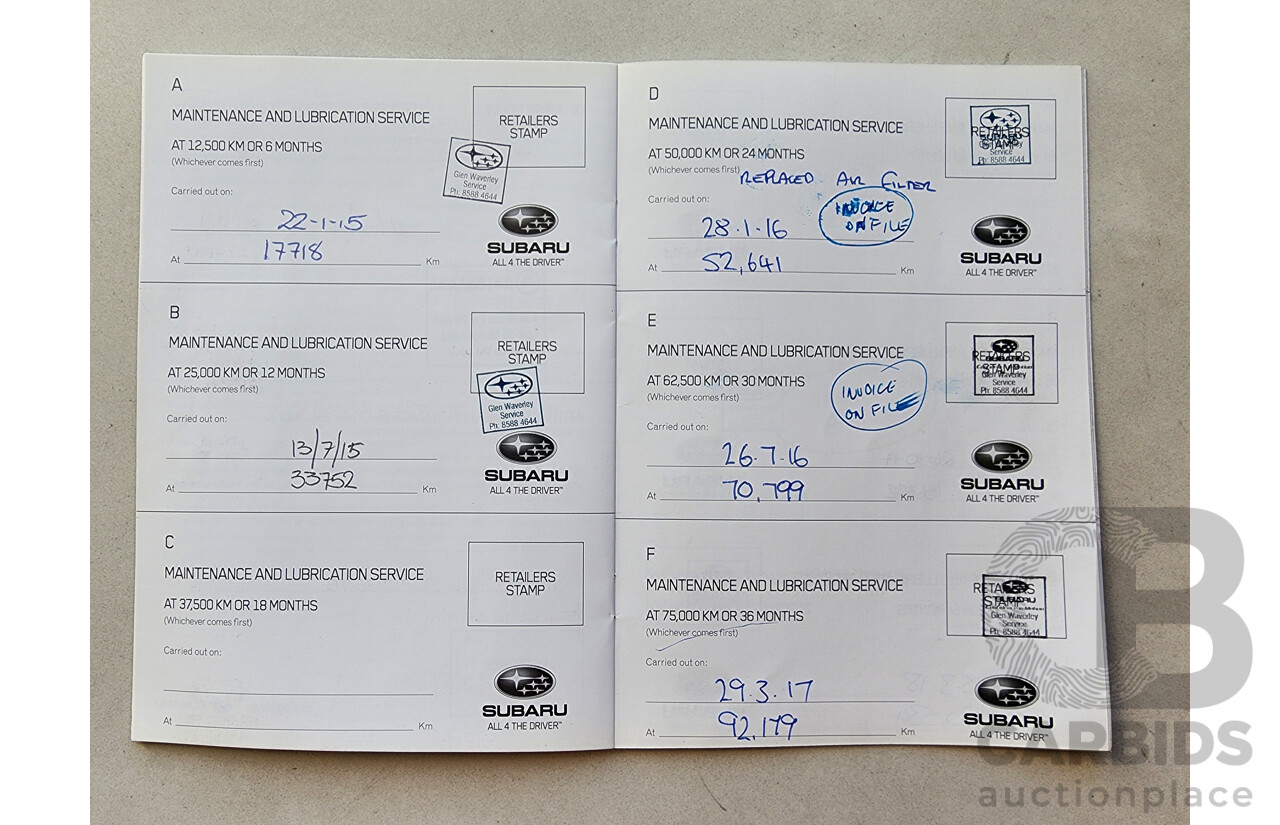 A
MAINTENANCE AND LUBRICATION SERVICE
AT 12,500 KM OR 6 MONTHS
(Whichever comes first)
Carried out on:
22-1-15
At 17718 Km
RETAILERS
STAMP
Glen Waverley
Service
Ph: 8588 4644
SUBARU
ALL 4 THE DRIVER™
B
MAINTENANCE AND LUBRICATION SERVICE
AT 25,000 KM OR 12 MONTHS
(Whichever comes first)
Carried out on:
13/7/15
At 33752 Km
RETAILERS
STAMP
Glen Waverley
Service
Ph: 8588 4644
SUBARU
ALL 4 THE DRIVER™
C
MAINTENANCE AND LUBRICATION SERVICE
AT 37,500 KM OR 18 MONTHS
(Whichever comes first)
Carried out on:
At Km
RETAILERS
STAMP
SUBARU
ALL 4 THE DRIVER™
D
MAINTENANCE AND LUBRICATION SERVICE
AT 50,000 KM OR 24 MONTHS
(Whichever comes first)
REPLACED AIR FILTER
Carried out on:
INVOICE
ON FILE
28.1.16
At 52,641 Km
RETAILERS
STAMP
SUBARU
Service
Ph: 8588 4644
SUBARU
ALL 4 THE DRIVER™
E
MAINTENANCE AND LUBRICATION SERVICE
AT 62,500 KM OR 30 MONTHS
(Whichever comes first)
INVOICE
ON FILE
Carried out on:
26.7.16
At 70,799 Km
RETAILERS
STAMP
SUBARU
Glen Waverley
Service
Ph: 8588 4644
SUBARU
ALL 4 THE DRIVER™
F
MAINTENANCE AND LUBRICATION SERVICE
AT 75,000 KM OR 36 MONTHS
(Whichever comes first)
Carried out on:
29.3.17
At 92,179 Km
RETAILERS
STAMP
SUBARU
Glen Waverley
Service
Ph: 8588 4644
SUBARU
ALL 4 THE DRIVER™
CB
CARBIDS
auctionplace